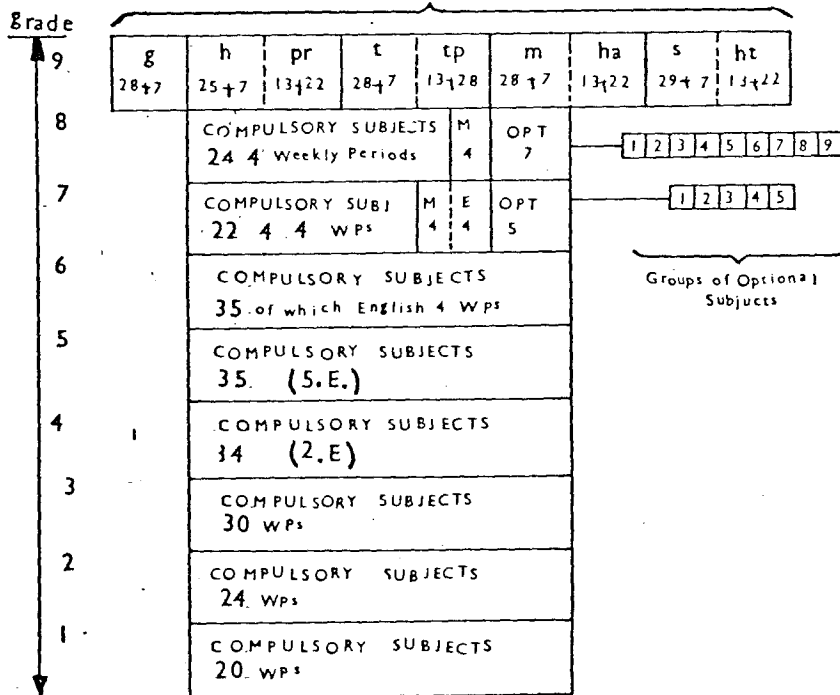 grade
9
g h pr t tp m ha s ht
28+7 25+7 13+22 28+7 13+28 28+7 13+22 29+7 13+22
8
COMPULSORY SUBJECTS M OPT
24 4 Weekly Periods 4 7
1 2 3 4 5 6 7 8 9
7
COMPULSORY SUBJ M E OPT
22 4 4 WPs 4 4 5
1 2 3 4 5
Groups of Optional
Subjucts
6
COMPULSORY SUBJECTS
35 of which English 4 WPs
5
COMPULSORY SUBJECTS
35. (5.E.)
4
COMPULSORY SUBJECTS
34 (2.E)
3
COMPULSORY SUBJECTS
30 WPs
2
COMPULSORY SUBJECTS
24. WPs
1
COMPULSORY SUBJECTS
20. WPs